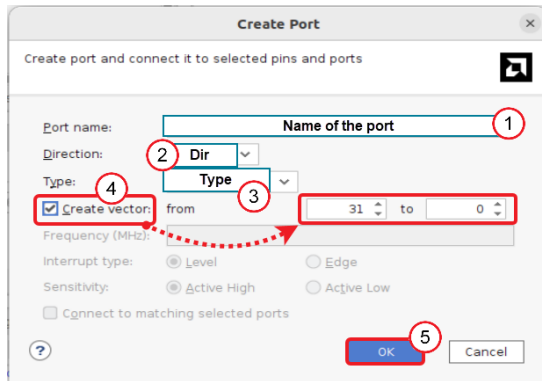 Create Port
Create port and connect it to selected pins and ports
Port name: Name of the port 1
Direction: 2 Dir
Type: Type 3
4
Create vector: from 31 to 0
Frequency (MHz):
Interrupt type: Level Edge
Sensitivity: Active High Active Low
Connect to matching selected ports
5
? OK Cancel